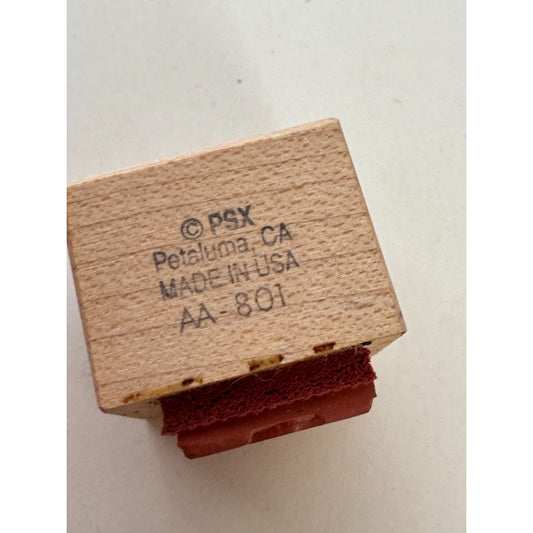 © PSX
Petaluma, CA
MADE IN USA
AA-801